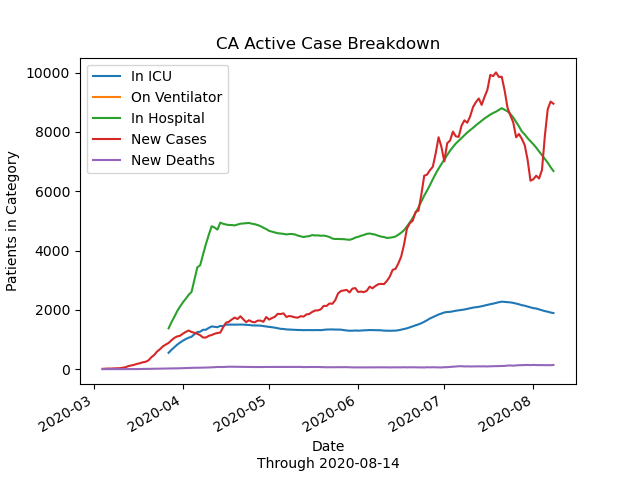 CA Active Case Breakdown
In ICU
On Ventilator
In Hospital
New Cases
New Deaths
Patients in Category
10000
8000
6000
4000
2000
0
2020-03
2020-04
2020-05
2020-06
2020-07
2020-08
Date
Through 2020-08-14